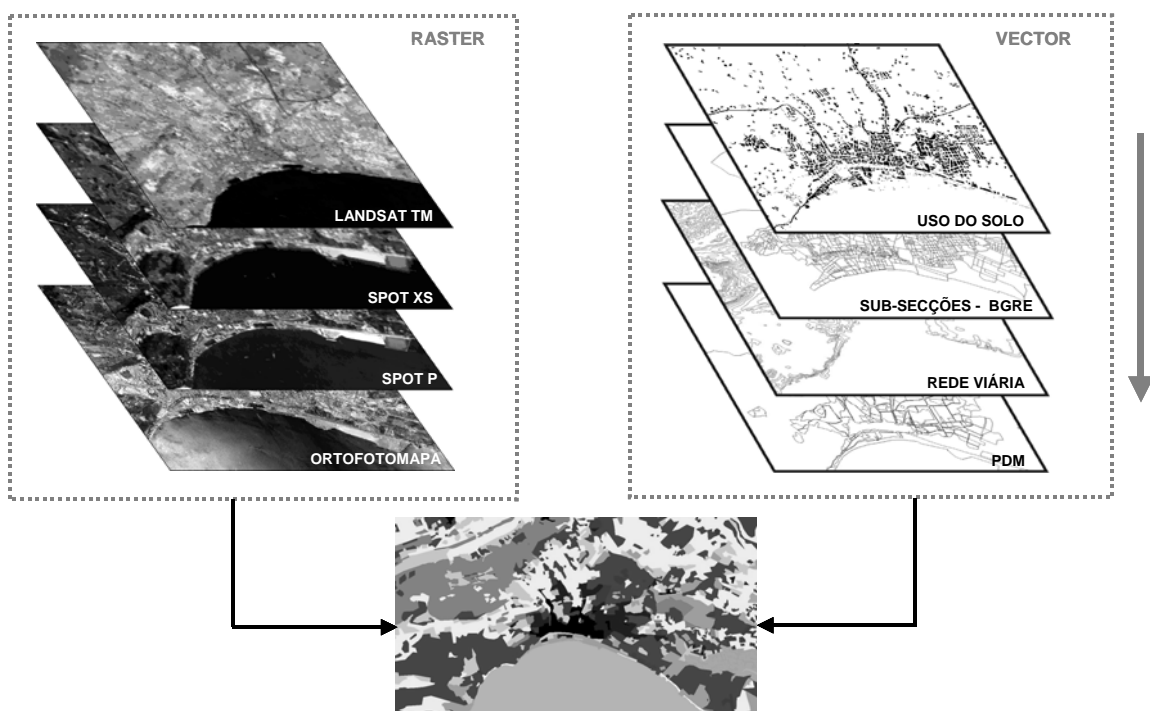 RASTER
LANDSAT TM
SPOT XS
SPOT P
ORTOFOTOMAPA
VECTOR
USO DO SOLO
SUB-SECÇÕES - BGRE
REDE VIÁRIA
PDM